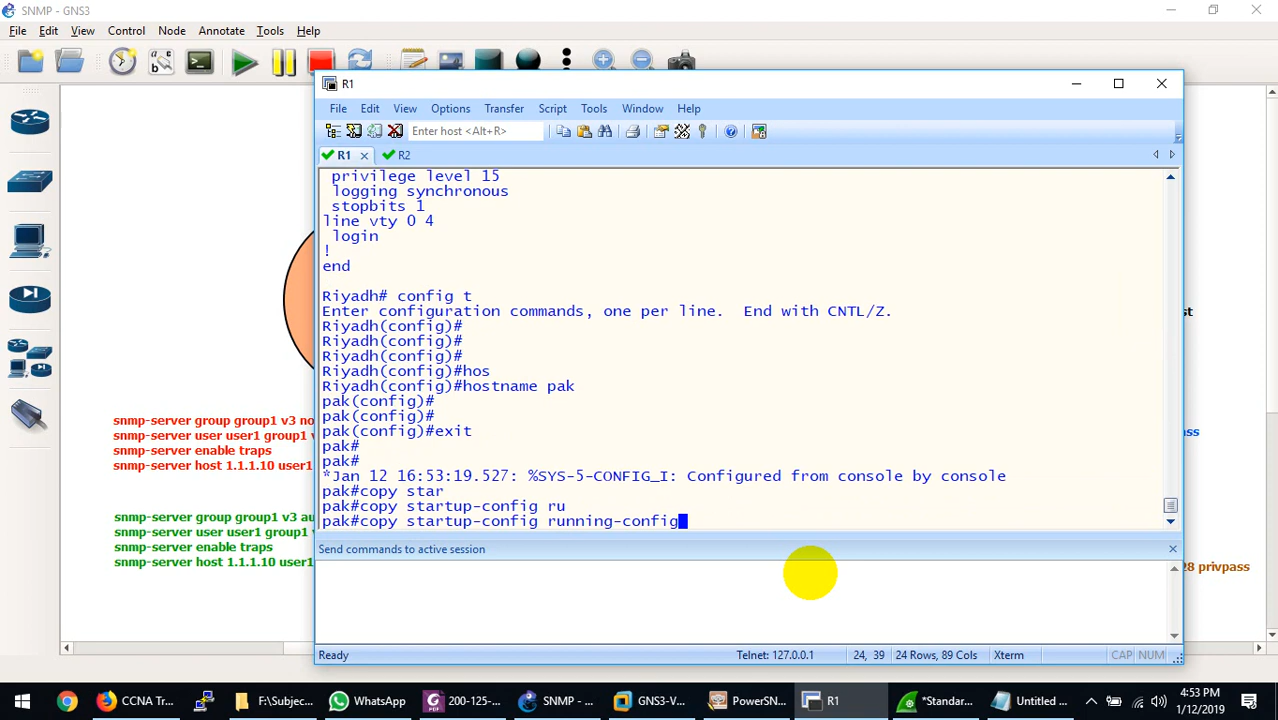 SNMP - GNS3
File Edit View Control Node Annotate Tools Help
R1
File Edit View Options Transfer Script Tools Window Help
Enter host <Alt+R>
R1 R2
privilege level 15
logging synchronous
stopbits 1
line vty 0 4
login
!
end
Riyadh# config t
Enter configuration commands, one per line. End with CNTL/Z.
Riyadh(config)#
Riyadh(config)#
Riyadh(config)#
Riyadh(config)#hos
Riyadh(config)#hostname pak
pak(config)#
pak(config)#
pak(config)#exit
pak#
pak#
*Jan 12 16:53:19.527: %SYS-5-CONFIG_I: Configured from console by console
pak#copy star
pak#copy startup-config ru
pak#copy startup-config running-config
Send commands to active session
Ready Telnet: 127.0.0.1 24, 39 24 Rows, 89 Cols Xterm CAP NUM
snmp-server group group1 v3 no
snmp-server user user1 group1 v
snmp-server enable traps
snmp-server host 1.1.1.10 user1
snmp-server group group1 v3 au
snmp-server user user1 group1 v
snmp-server enable traps
snmp-server host 1.1.1.10 user1
st
pass
28 privpass
CCNA Tr... F:\Subjec... WhatsApp 200-125-... SNMP - ... GNS3-V... PowerSN... R1 *Standar... Untitled ...
4:53 PM
1/12/2019